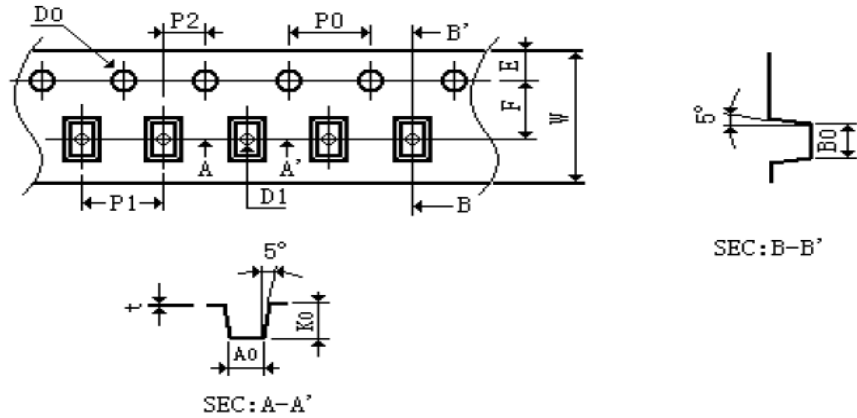 D0
P2
P0
B'
E
F
W
A
A'
P1
D1
B
5°
B0
SEC:B-B'
5°
t
K0
A0
SEC:A-A'